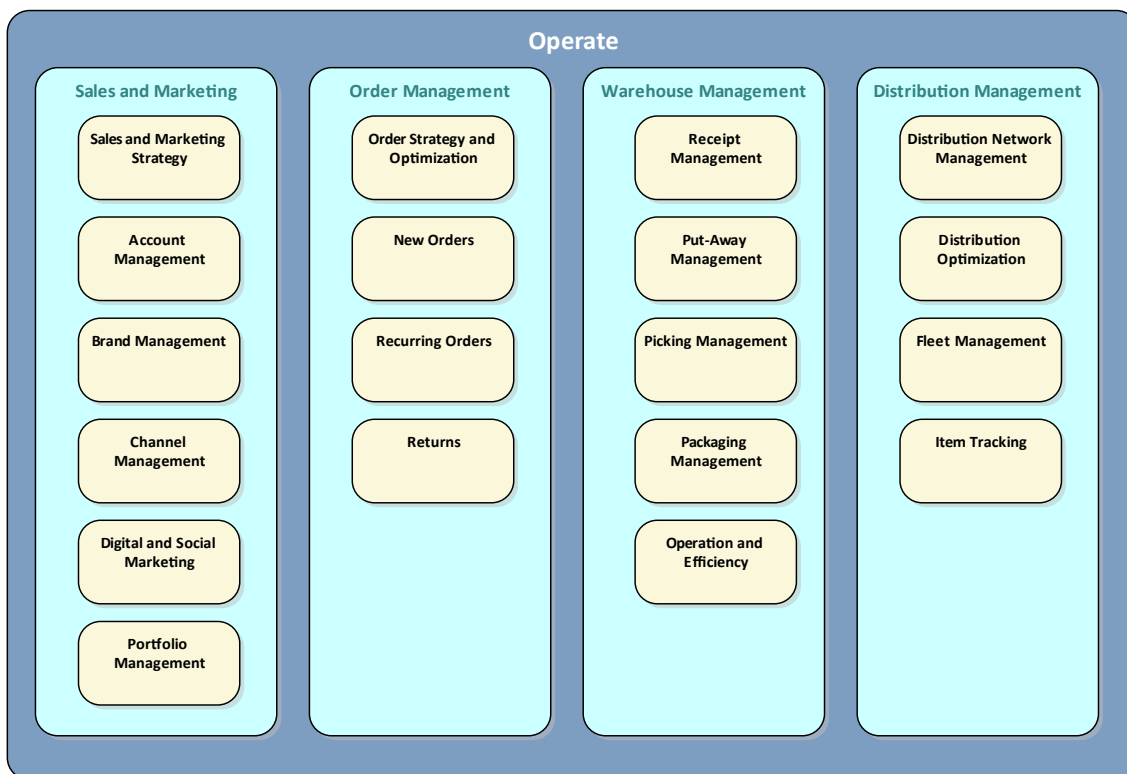 Operate
Sales and Marketing
Sales and Marketing
Strategy
Account
Management
Brand Management
Channel
Management
Digital and Social
Marketing
Portfolio
Management
Order Management
Order Strategy and
Optimization
New Orders
Recurring Orders
Returns
Warehouse Management
Receipt
Management
Put-Away
Management
Picking Management
Packaging
Management
Operation and
Efficiency
Distribution Management
Distribution Network
Management
Distribution
Optimization
Fleet Management
Item Tracking